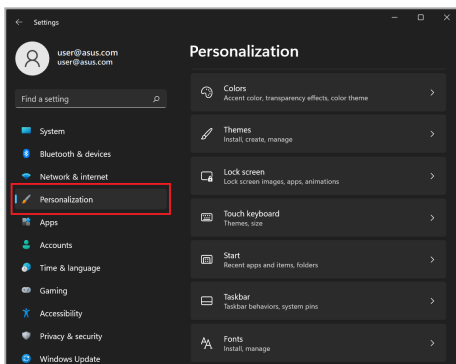 Settings
user@asus.com
user@asus.com
Find a setting
System
Bluetooth & devices
Network & internet
Personalization
Apps
Accounts
Time & language
Gaming
Accessibility
Privacy & security
Windows Update
Personalization
Colors
Accent color, transparency effects, color theme
Themes
Install, create, manage
Lock screen
Lock screen images, apps, animations
Touch keyboard
Themes, size
Start
Recent apps and items, folders
Taskbar
Taskbar behaviors, system pins
Fonts
Install, manage